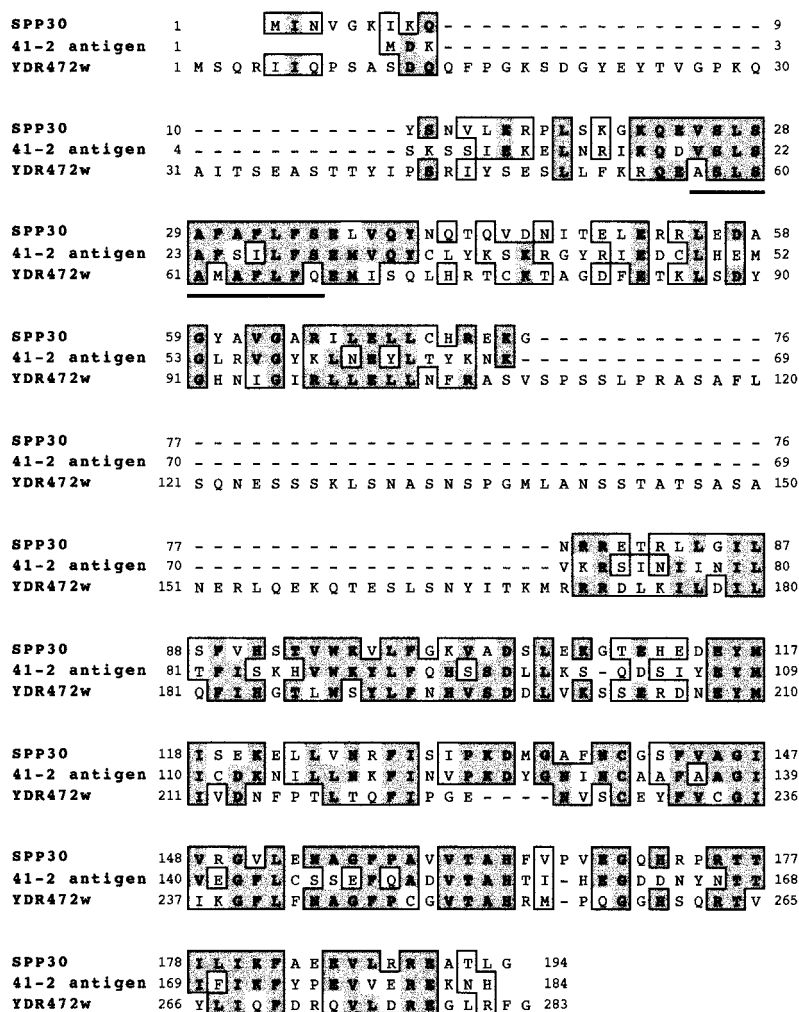 SPP30 1 M I N V G K I K Q - - - - - - - - - - - - - - - - - 9
41-2 antigen 1 M D K - - - - - - - - - - - - - - - - - 3
YDR472w 1 M S Q R I I Q P S A S D Q Q F P G K S D G Y E Y T V G P K Q 30
SPP30 10 - - - - - - - - - - - Y S N V L E R P L S K G K Q E V S L S 28
41-2 antigen 4 - - - - - - - - - - - S K S S I E K E L N R I K Q D V S L S 22
YDR472w 31 A I T S E A S T T Y I P S R I Y S E S L L F K R Q E A S L S 60
SPP30 29 A F A F L F S E L V Q Y N Q T Q V D N I T E L E R R L E D A 58
41-2 antigen 23 A F S I L F S E M V Q Y C L Y K S K R G Y R I E D C L H E M 52
YDR472w 61 A M A F L F Q E M I S Q L H R T C K T A G D F E T K L S D Y 90
SPP30 59 G Y A V G A R I L E L L C H R E K G - - - - - - - - - - - - 76
41-2 antigen 53 G L R V G Y K L N E Y L T Y K N K - - - - - - - - - - - - - 69
YDR472w 91 G H N I G I R L L E L L N F R A S V S P S S L P R A S A F L 120
SPP30 77 - - - - - - - - - - - - - - - - - - - - - - - - - - - - - - 76
41-2 antigen 70 - - - - - - - - - - - - - - - - - - - - - - - - - - - - - - 69
YDR472w 121 S Q N E S S S K L S N A S N S P G M L A N S S T A T S A S A 150
SPP30 77 - - - - - - - - - - - - - - - - - - - N R R E T R L L G I L 87
41-2 antigen 70 - - - - - - - - - - - - - - - - - - - V K R S I N I I N I L 80
YDR472w 151 N E R L Q E K Q T E S L S N Y I T K M R R R D L K I L D I L 180
SPP30 88 S F V H S T V W K V L F G K V A D S L E K G T E H E D E Y M 117
41-2 antigen 81 T F I S K H V W K Y L F Q H S S D L L K S - Q D S I Y E Y M 109
YDR472w 181 Q F I H G T L W S Y L F N H V S D D L V K S S E R D N E Y M 210
SPP30 118 I S E K E L L V N R F I S I P K D M G A F N C G S F V A G I 147
41-2 antigen 110 I C D K N I L L N K F I N V P K D Y G N I N C A A F A A G I 139
YDR472w 211 I V D N F P T L T Q F I P G E - - - - N V S C E Y F V C G I 236
SPP30 148 V R G V L E N A G F P A V V T A H F V P V E G Q H R P R T T 177
41-2 antigen 140 V E G F L C S S E F Q A D V T A H T I - H E G D D N Y N T T 168
YDR472w 237 I K G F L F N A G F P C G V T A H R M - P Q G G H S Q R T V 265
SPP30 178 I L I K F A E E V L R R E A T L G 194
41-2 antigen 169 I F I K F Y P E V V E R E K N H 184
YDR472w 266 Y L I Q F D R Q V L D R E G L R F G 283